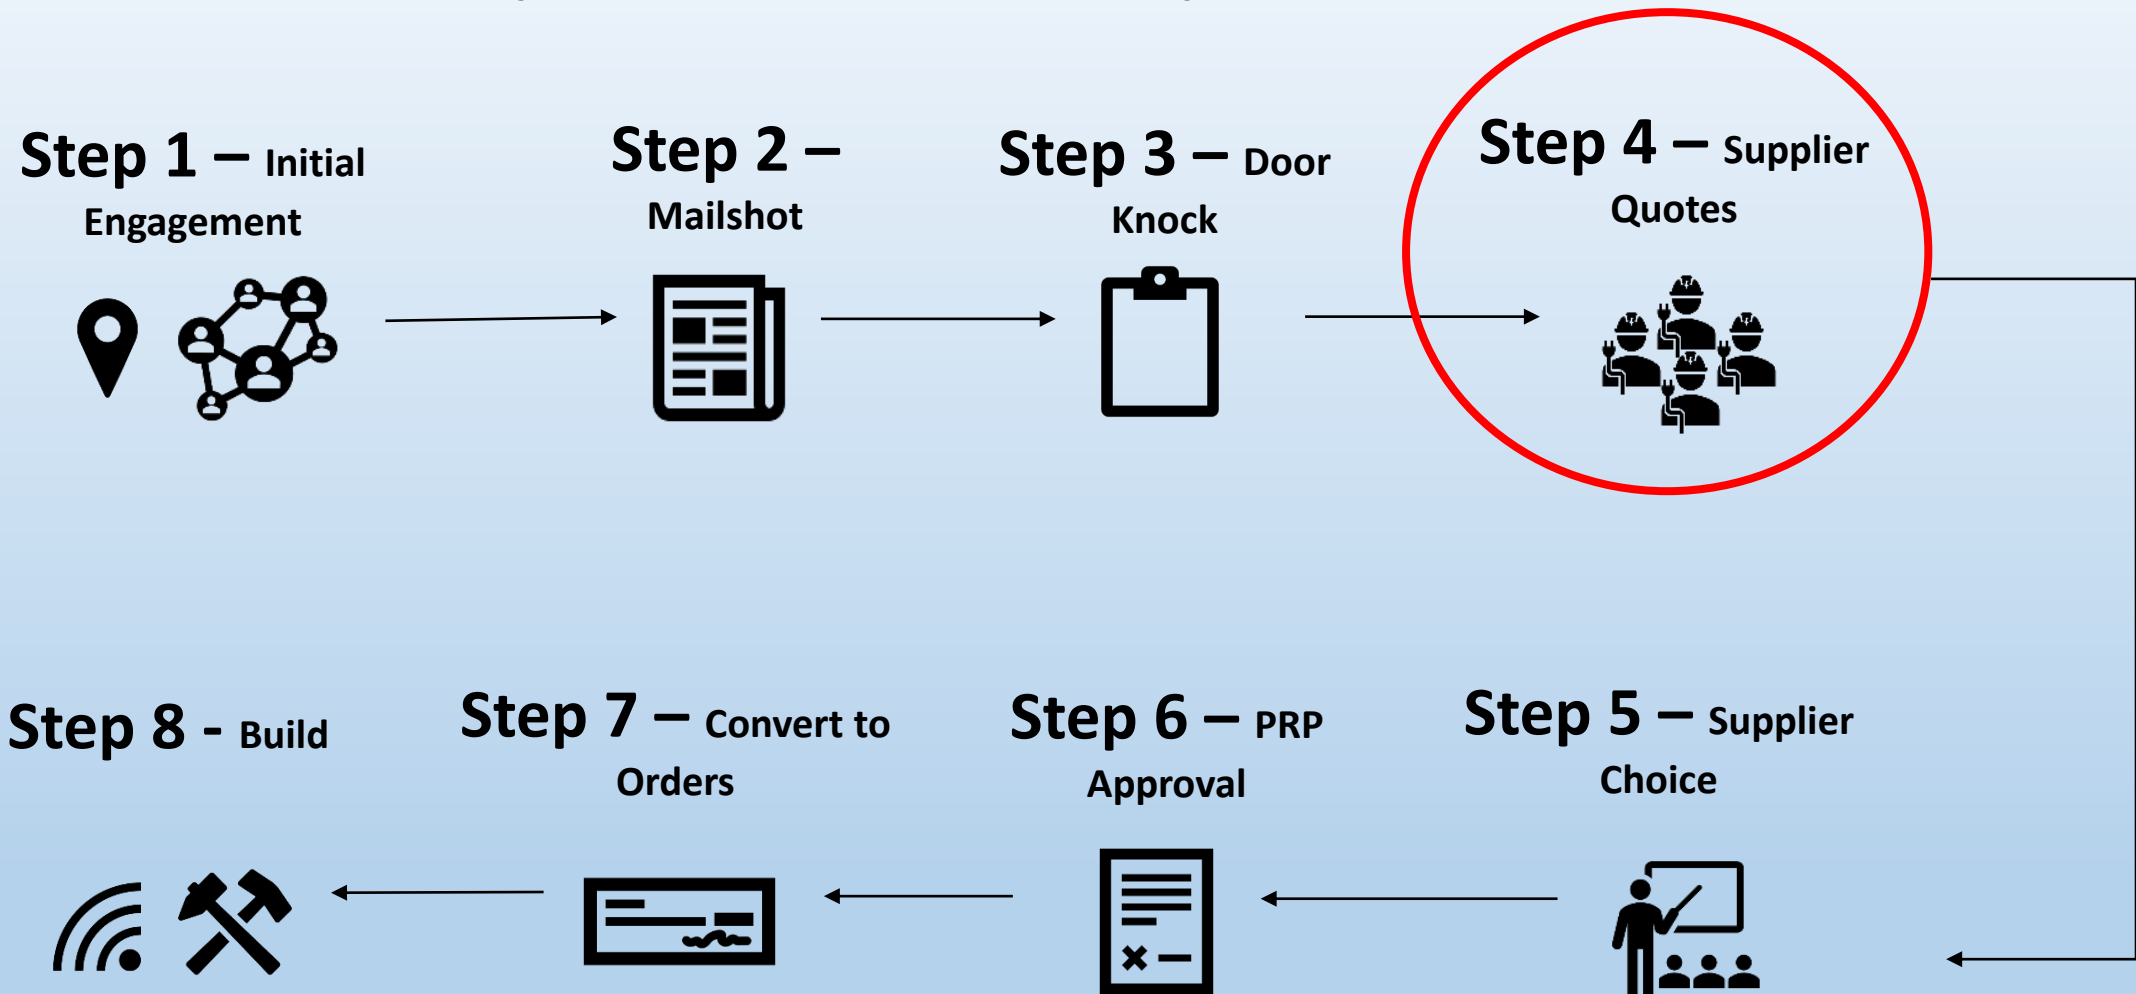 Step 1 – Initial
Engagement
Step 2 –
Mailshot
Step 3 – Door
Knock
Step 4 – Supplier
Quotes
Step 8 - Build
Step 7 – Convert to
Orders
Step 6 – PRP
Approval
Step 5 – Supplier
Choice